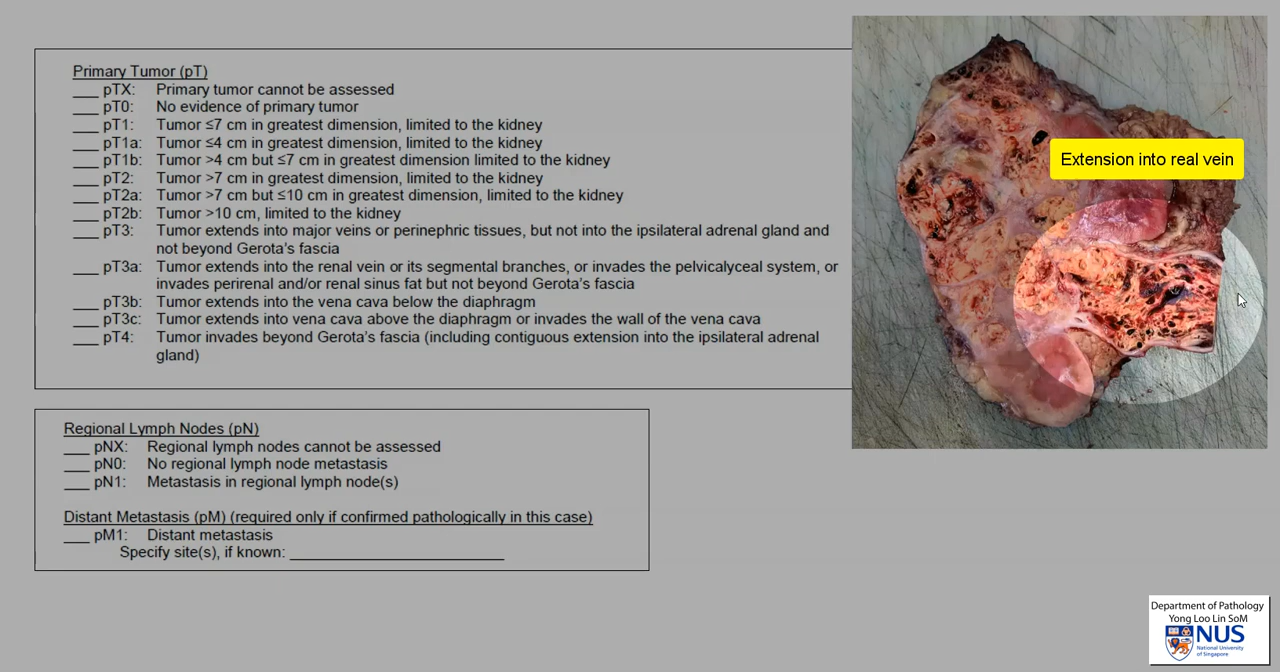 Primary Tumor (pT)
___ pTX: Primary tumor cannot be assessed
___ pT0: No evidence of primary tumor
___ pT1: Tumor ≤7 cm in greatest dimension, limited to the kidney
___ pT1a: Tumor ≤4 cm in greatest dimension, limited to the kidney
___ pT1b: Tumor >4 cm but ≤7 cm in greatest dimension limited to the kidney
___ pT2: Tumor >7 cm in greatest dimension, limited to the kidney
___ pT2a: Tumor >7 cm but ≤10 cm in greatest dimension, limited to the kidney
___ pT2b: Tumor >10 cm, limited to the kidney
___ pT3: Tumor extends into major veins or perinephric tissues, but not into the ipsilateral adrenal gland and
not beyond Gerota's fascia
___ pT3a: Tumor extends into the renal vein or its segmental branches, or invades the pelvicalyceal system, or
invades perirenal and/or renal sinus fat but not beyond Gerota's fascia
___ pT3b: Tumor extends into the vena cava below the diaphragm
___ pT3c: Tumor extends into vena cava above the diaphragm or invades the wall of the vena cava
___ pT4: Tumor invades beyond Gerota's fascia (including contiguous extension into the ipsilateral adrenal
gland)
Extension into real vein
Regional Lymph Nodes (pN)
___ pNX: Regional lymph nodes cannot be assessed
___ pN0: No regional lymph node metastasis
___ pN1: Metastasis in regional lymph node(s)
Distant Metastasis (pM) (required only if confirmed pathologically in this case)
___ pM1: Distant metastasis
Specify site(s), if known: __________________________
Department of Pathology
Yong Loo Lin SoM
NUS
National University
of Singapore